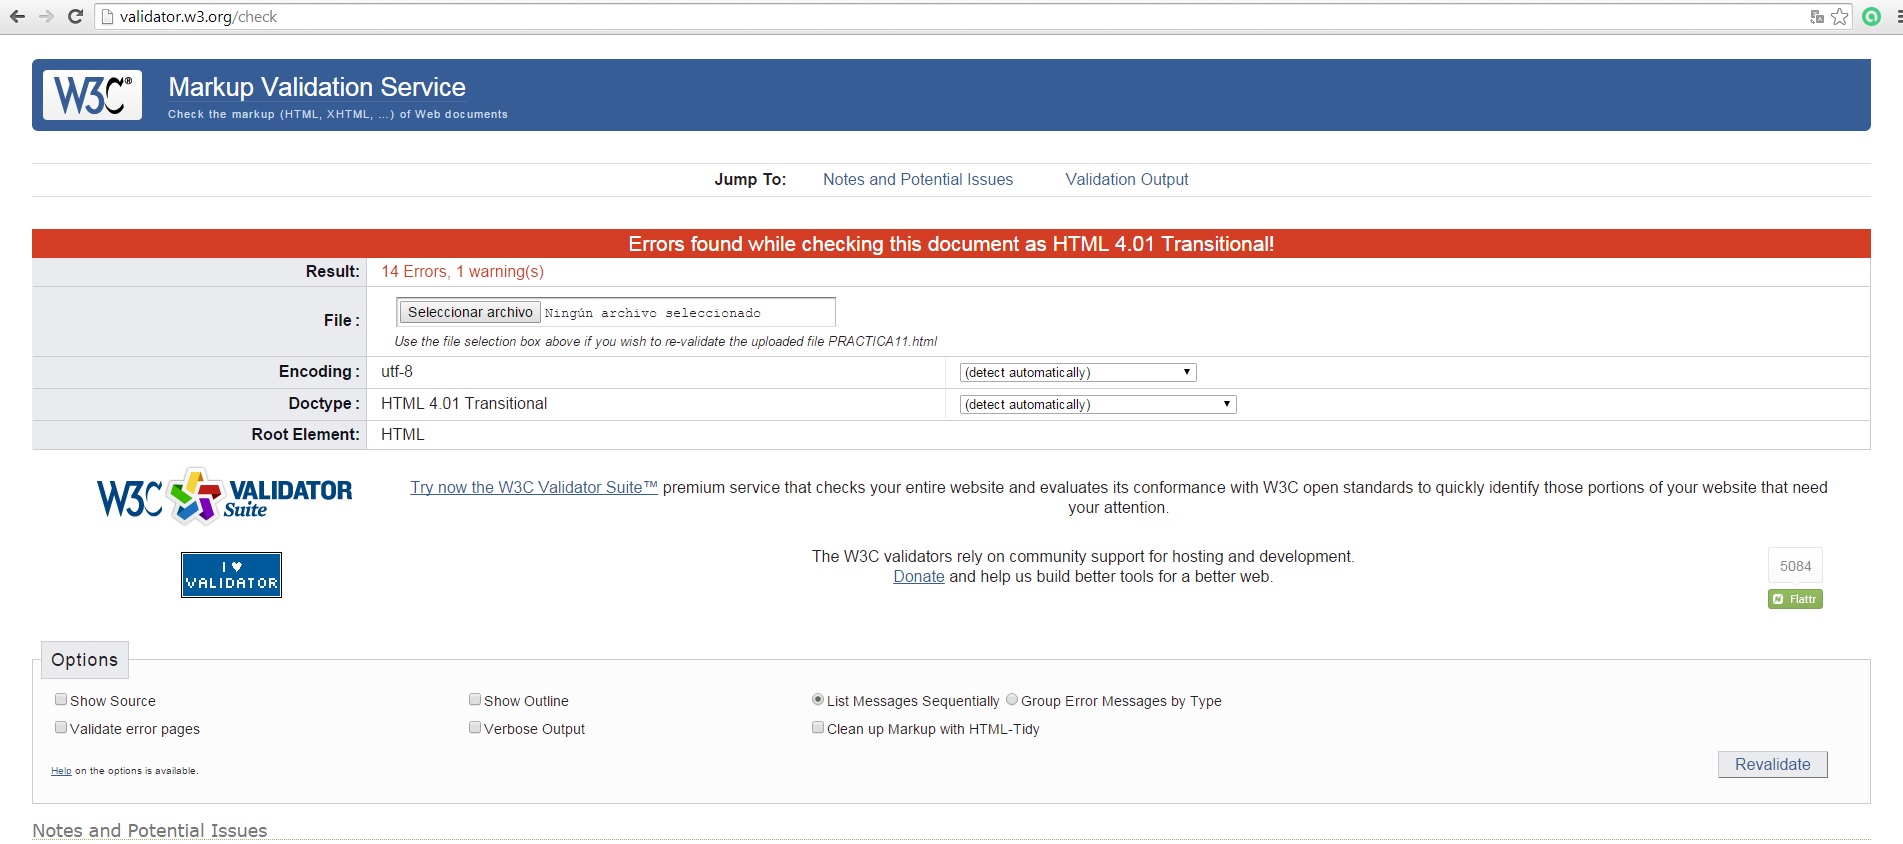 validator.w3.org/check
W3C®
Markup Validation Service
Check the markup (HTML, XHTML, ...) of Web documents
Jump To: Notes and Potential Issues Validation Output
Errors found while checking this document as HTML 4.01 Transitional!
Result: 14 Errors, 1 warning(s)
File : Seleccionar archivo Ningún archivo seleccionado
Use the file selection box above if you wish to re-validate the uploaded file PRACTICA11.html
Encoding : utf-8 (detect automatically)
Doctype : HTML 4.01 Transitional (detect automatically)
Root Element: HTML
W3C VALIDATOR Suite
Try now the W3C Validator Suite™ premium service that checks your entire website and evaluates its conformance with W3C open standards to quickly identify those portions of your website that need
your attention.
I ♥
VALIDATOR
The W3C validators rely on community support for hosting and development.
Donate and help us build better tools for a better web.
5084
Flattr
Options
Show Source Show Outline List Messages Sequentially Group Error Messages by Type
Validate error pages Verbose Output Clean up Markup with HTML-Tidy
Help on the options is available.
Revalidate
Notes and Potential Issues